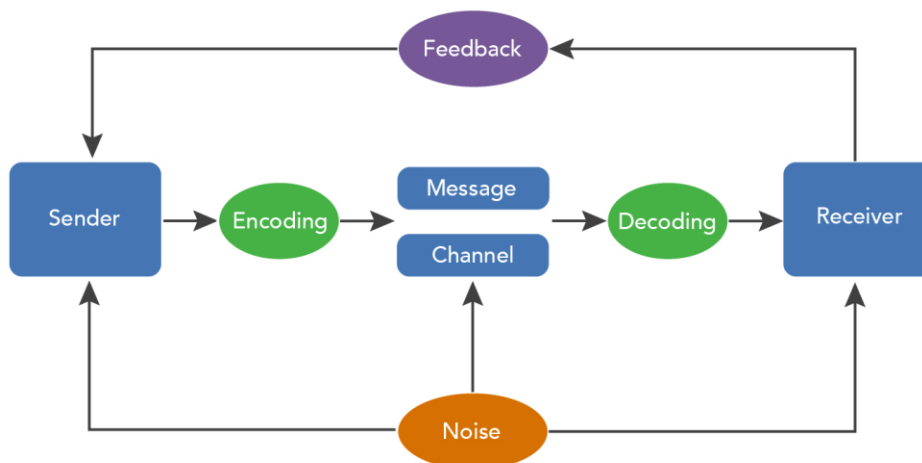 Feedback
Sender
Encoding
Message
Channel
Decoding
Receiver
Noise